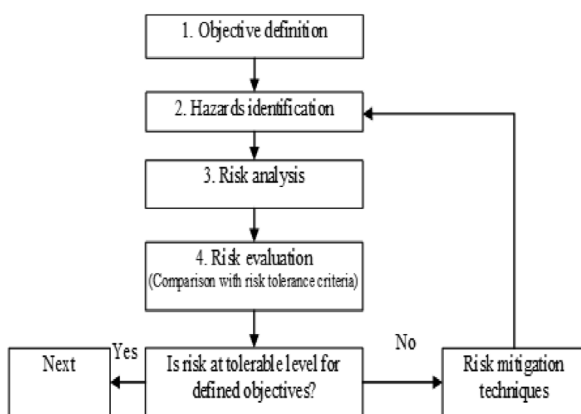 1. Objective definition
2. Hazards identification
3. Risk analysis
4. Risk evaluation
(Comparison with risk tolerance criteria)
Yes
No
Next
Is risk at tolerable level for
defined objectives?
Risk mitigation
techniques